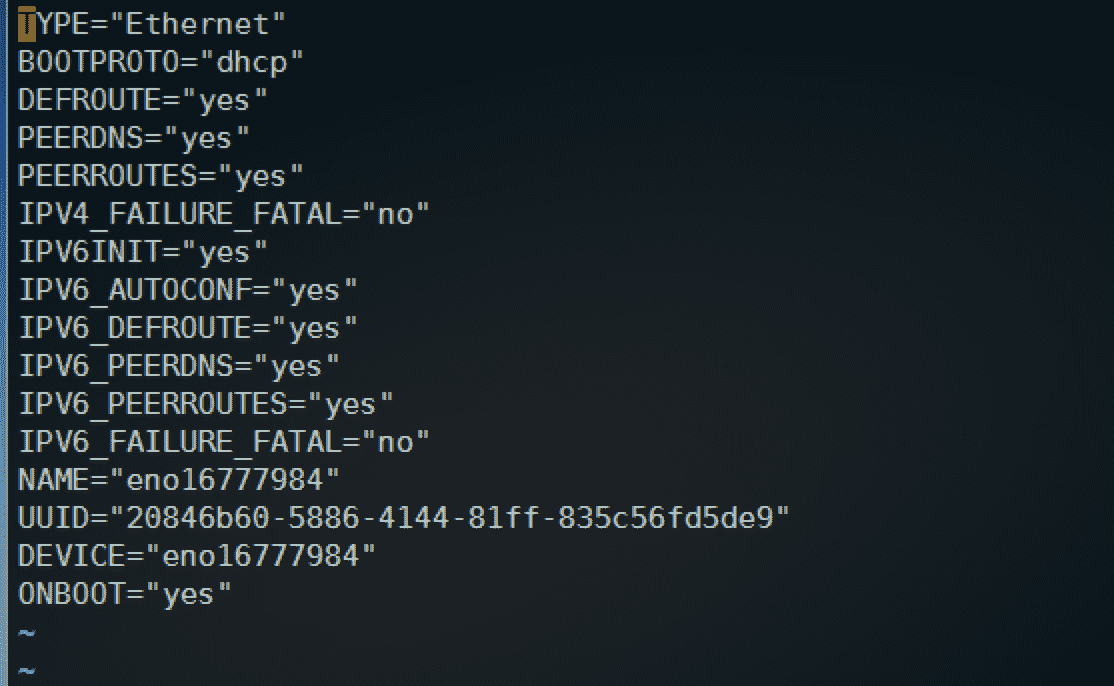 TYPE="Ethernet"
BOOTPROTO="dhcp"
DEFROUTE="yes"
PEERDNS="yes"
PEERROUTES="yes"
IPV4_FAILURE_FATAL="no"
IPV6INIT="yes"
IPV6_AUTOCONF="yes"
IPV6_DEFROUTE="yes"
IPV6_PEERDNS="yes"
IPV6_PEERROUTES="yes"
IPV6_FAILURE_FATAL="no"
NAME="eno16777984"
UUID="20846b60-5886-4144-81ff-835c56fd5de9"
DEVICE="eno16777984"
ONBOOT="yes"
~
~